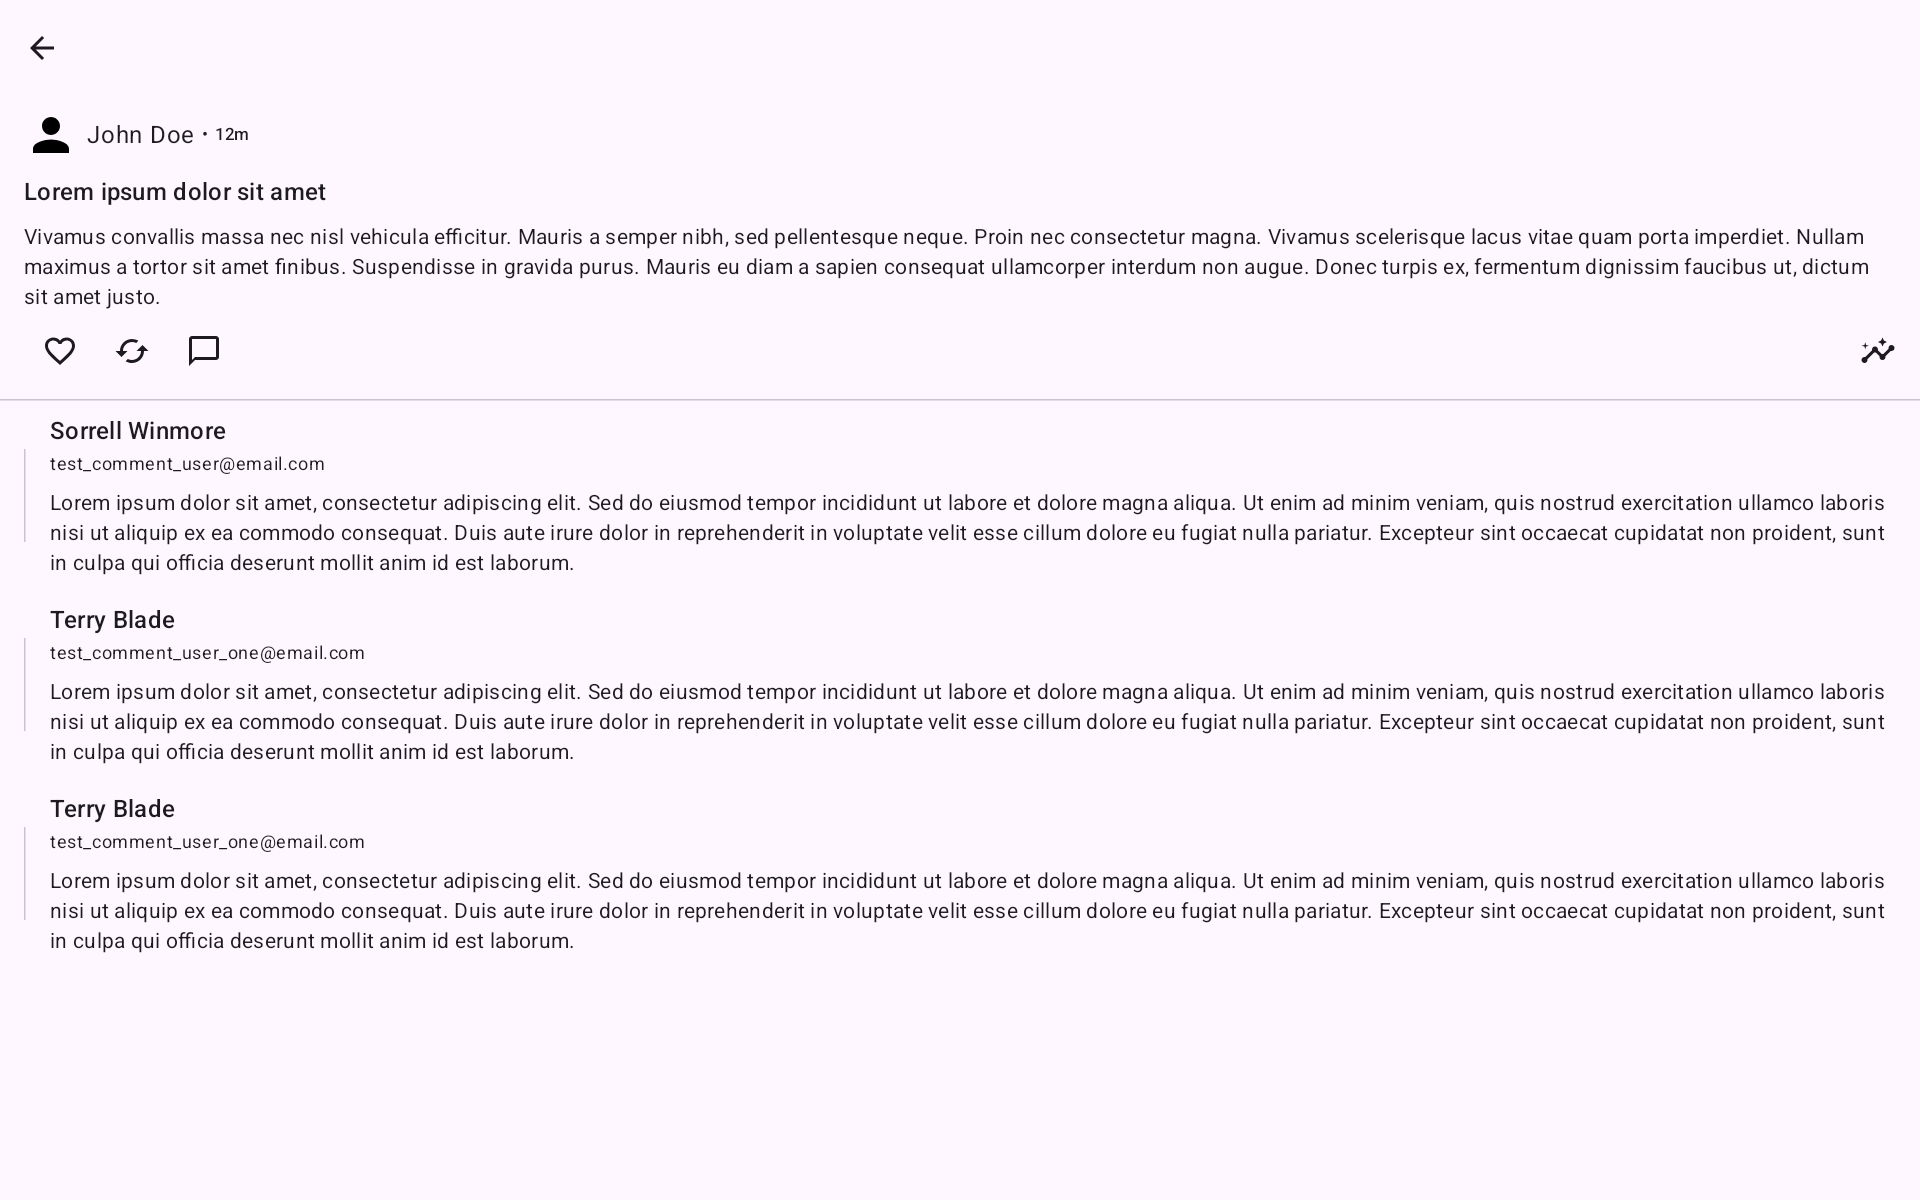 John Doe • 12m
Lorem ipsum dolor sit amet
Vivamus convallis massa nec nisl vehicula efficitur. Mauris a semper nibh, sed pellentesque neque. Proin nec consectetur magna. Vivamus scelerisque lacus vitae quam porta imperdiet. Nullam
maximus a tortor sit amet finibus. Suspendisse in gravida purus. Mauris eu diam a sapien consequat ullamcorper interdum non augue. Donec turpis ex, fermentum dignissim faucibus ut, dictum
sit amet justo.
Sorrell Winmore
test_comment_user@email.com
Lorem ipsum dolor sit amet, consectetur adipiscing elit. Sed do eiusmod tempor incididunt ut labore et dolore magna aliqua. Ut enim ad minim veniam, quis nostrud exercitation ullamco laboris
nisi ut aliquip ex ea commodo consequat. Duis aute irure dolor in reprehenderit in voluptate velit esse cillum dolore eu fugiat nulla pariatur. Excepteur sint occaecat cupidatat non proident, sunt
in culpa qui officia deserunt mollit anim id est laborum.
Terry Blade
test_comment_user_one@email.com
Lorem ipsum dolor sit amet, consectetur adipiscing elit. Sed do eiusmod tempor incididunt ut labore et dolore magna aliqua. Ut enim ad minim veniam, quis nostrud exercitation ullamco laboris
nisi ut aliquip ex ea commodo consequat. Duis aute irure dolor in reprehenderit in voluptate velit esse cillum dolore eu fugiat nulla pariatur. Excepteur sint occaecat cupidatat non proident, sunt
in culpa qui officia deserunt mollit anim id est laborum.
Terry Blade
test_comment_user_one@email.com
Lorem ipsum dolor sit amet, consectetur adipiscing elit. Sed do eiusmod tempor incididunt ut labore et dolore magna aliqua. Ut enim ad minim veniam, quis nostrud exercitation ullamco laboris
nisi ut aliquip ex ea commodo consequat. Duis aute irure dolor in reprehenderit in voluptate velit esse cillum dolore eu fugiat nulla pariatur. Excepteur sint occaecat cupidatat non proident, sunt
in culpa qui officia deserunt mollit anim id est laborum.